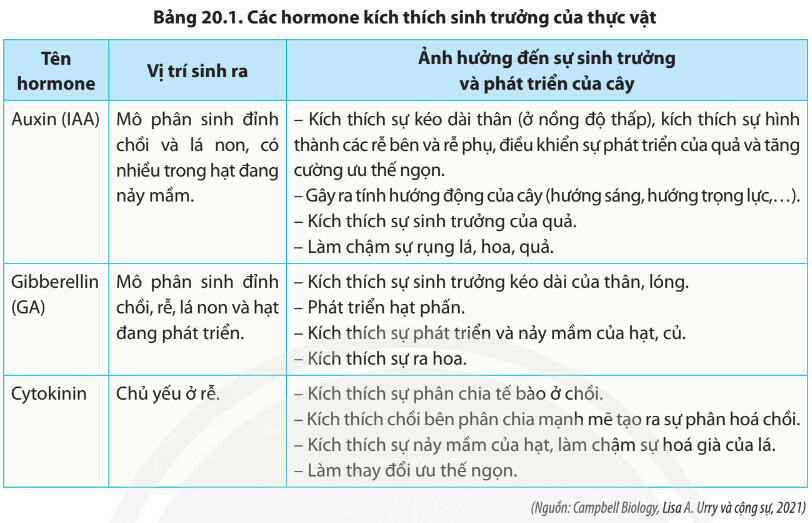 Bảng 20.1. Các hormone kích thích sinh trưởng của thực vật
Tên
hormone
Vị trí sinh ra
Ảnh hưởng đến sự sinh trưởng
và phát triển của cây
Auxin (IAA)
Mô phân sinh đỉnh
chồi và lá non, có
nhiều trong hạt đang
nảy mầm.
– Kích thích sự kéo dài thân (ở nồng độ thấp), kích thích sự hình
thành các rễ bên và rễ phụ, điều khiển sự phát triển của quả và tăng
cường ưu thế ngọn.
– Gây ra tính hướng động của cây (hướng sáng, hướng trọng lực,…).
– Kích thích sự sinh trưởng của quả.
– Làm chậm sự rụng lá, hoa, quả.
Gibberellin
(GA)
Mô phân sinh đỉnh
chồi, rễ, lá non và hạt
đang phát triển.
– Kích thích sự sinh trưởng kéo dài của thân, lóng.
– Phát triển hạt phấn.
– Kích thích sự phát triển và nảy mầm của hạt, củ.
– Kích thích sự ra hoa.
Cytokinin
Chủ yếu ở rễ.
– Kích thích sự phân chia tế bào ở chồi.
– Kích thích chồi bên phân chia mạnh mẽ tạo ra sự phân hoá chồi.
– Kích thích sự nảy mầm của hạt, làm chậm sự hoá già của lá.
– Làm thay đổi ưu thế ngọn.
(Nguồn: Campbell Biology, Lisa A. Urry và cộng sự, 2021)